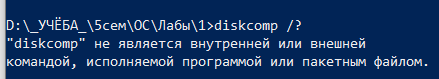 D:\_УЧЁБА_\5сем\ОС\Лабы\1>diskcomp /?
"diskcomp" не является внутренней или внешней
командой, исполняемой программой или пакетным файлом.